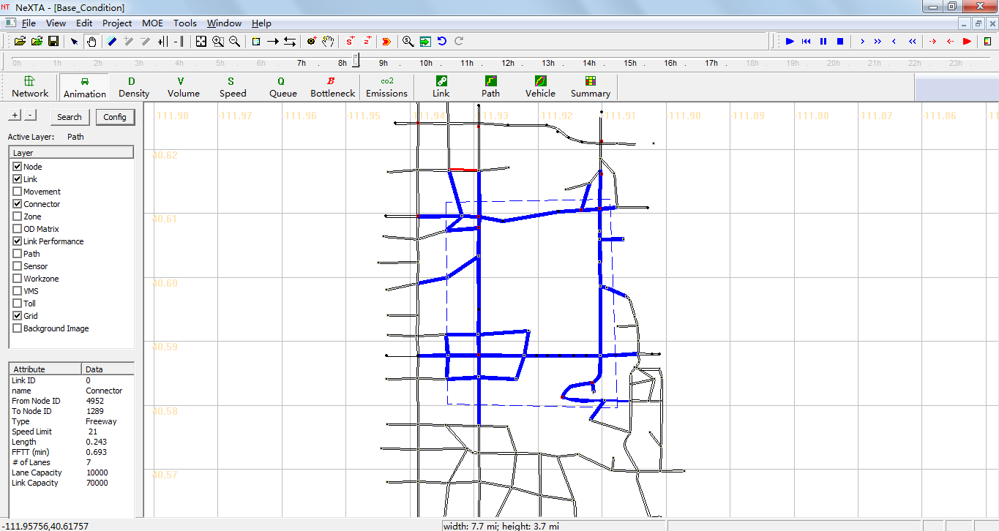 NeXTA - [Base_Condition]
File View Edit Project MOE Tools Window Help
0h 1h 2h 3h 4h 5h 6h 7h 8h 9h 10h 11h 12h 13h 14h 15h 16h 17h 18h 19h 20h 21h 22h 23h
Network Animation Density Volume Speed Queue Bottleneck Emissions Link Path Vehicle Summary
+ - Search Config
Active Layer: Path
Layer
Node
Link
Movement
Connector
Zone
OD Matrix
Link Performance
Path
Sensor
Workzone
VMS
Toll
Grid
Background Image
Attribute Data
Link ID 0
name Connector
From Node ID 4952
To Node ID 1289
Type Freeway
Speed Limit 21
Length 0.243
FFTT (min) 0.693
# of Lanes 7
Lane Capacity 10000
Link Capacity 70000
-111.98 -111.97 -111.96 -111.95 -111.94 -111.93 -111.92 -111.91 -111.90 -111.89 -111.88 -111.87 -111.86
40.62
40.61
40.60
40.59
40.58
40.57
-111.95756,40.61757
width: 7.7 mi; height: 3.7 mi